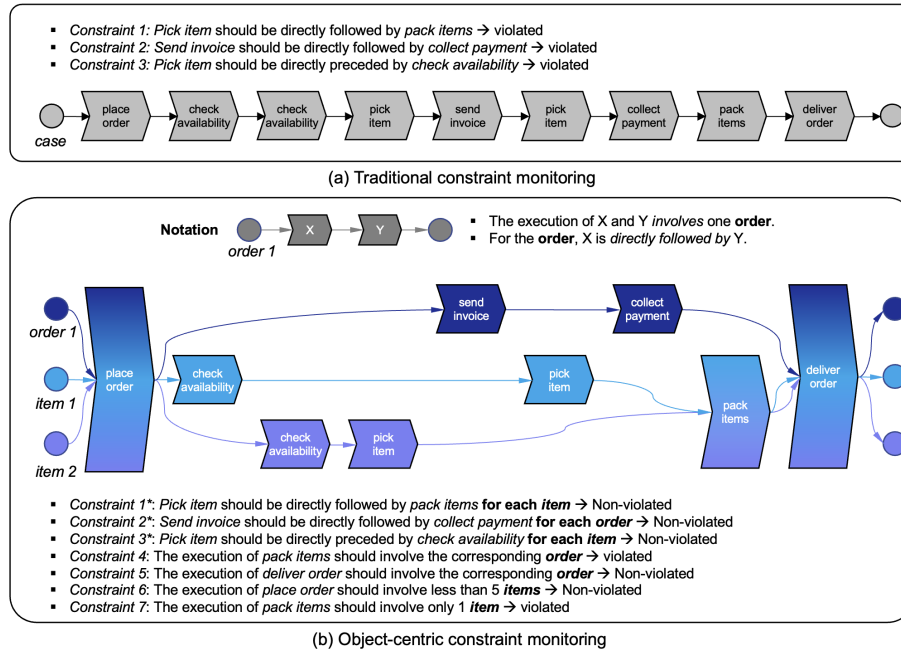 ▪ Constraint 1: Pick item should be directly followed by pack items → violated
▪ Constraint 2: Send invoice should be directly followed by collect payment → violated
▪ Constraint 3: Pick item should be directly preceded by check availability → violated
place
order
check
availability
check
availability
pick
item
send
invoice
pick
item
collect
payment
pack
items
deliver
order
case
(a) Traditional constraint monitoring
Notation
X
Y
order 1
▪ The execution of X and Y involves one order.
▪ For the order, X is directly followed by Y.
order 1
item 1
item 2
place
order
send
invoice
collect
payment
check
availability
pick
item
check
availability
pick
item
pack
items
deliver
order
▪ Constraint 1*: Pick item should be directly followed by pack items for each item → Non-violated
▪ Constraint 2*: Send invoice should be directly followed by collect payment for each order → Non-violated
▪ Constraint 3*: Pick item should be directly preceded by check availability for each item → Non-violated
▪ Constraint 4: The execution of pack items should involve the corresponding order → violated
▪ Constraint 5: The execution of deliver order should involve the corresponding order → Non-violated
▪ Constraint 6: The execution of place order should involve less than 5 items → Non-violated
▪ Constraint 7: The execution of pack items should involve only 1 item → violated
(b) Object-centric constraint monitoring